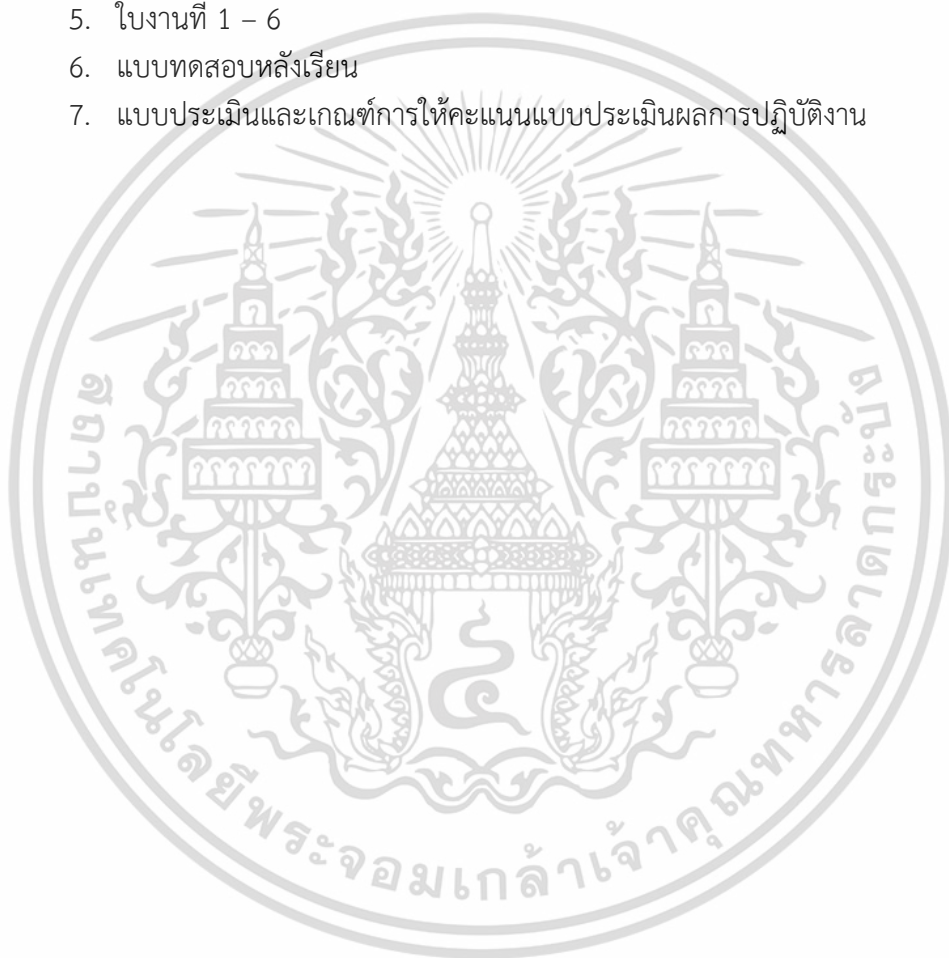 5. ใบงานที่ 1 – 6
6. แบบทดสอบหลังเรียน
7. แบบประเมินและเกณฑ์การให้คะแนนแบบประเมินผลการปฏิบัติงาน
๔
สถาบันเทคโนโลยีพระจอมเกล้าเจ้าคุณทหารลาดกระบัง